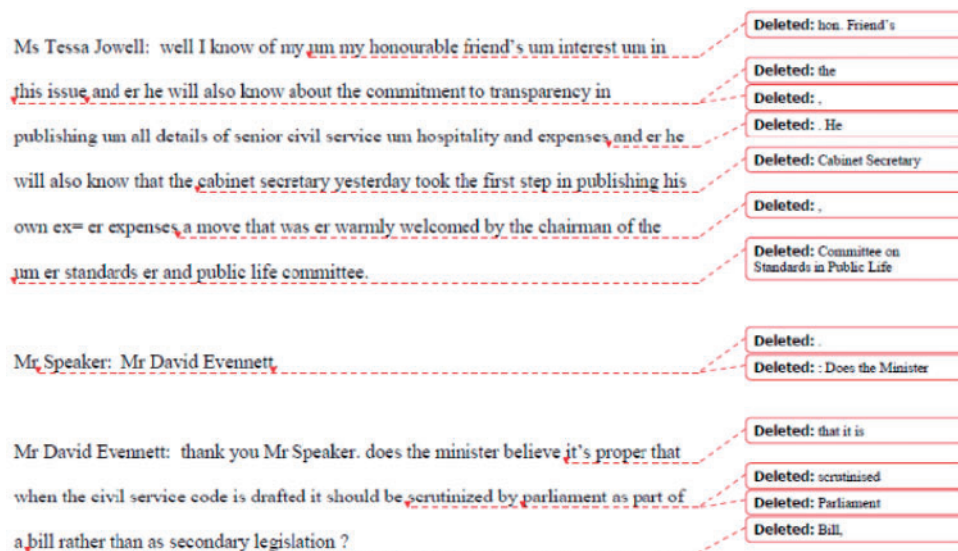 Deleted: hon. Friend's
Ms Tessa Jowell: well I know of my um my honourable friend's um interest um in
Deleted: the
this issue and er he will also know about the commitment to transparency in
Deleted: ,
Deleted: . He
publishing um all details of senior civil service um hospitality and expenses and er he
Deleted: Cabinet Secretary
will also know that the cabinet secretary yesterday took the first step in publishing his
Deleted: ,
own ex= er expenses a move that was er warmly welcomed by the chairman of the
Deleted: Committee on
Standards in Public Life
um er standards er and public life committee.
Deleted: .
Mr Speaker: Mr David Evennett
Deleted: : Does the Minister
Deleted: that it is
Mr David Evennett: thank you Mr Speaker. does the minister believe it's proper that
Deleted: scrutinised
when the civil service code is drafted it should be scrutinized by parliament as part of
Deleted: Parliament
Deleted: Bill,
a bill rather than as secondary legislation ?